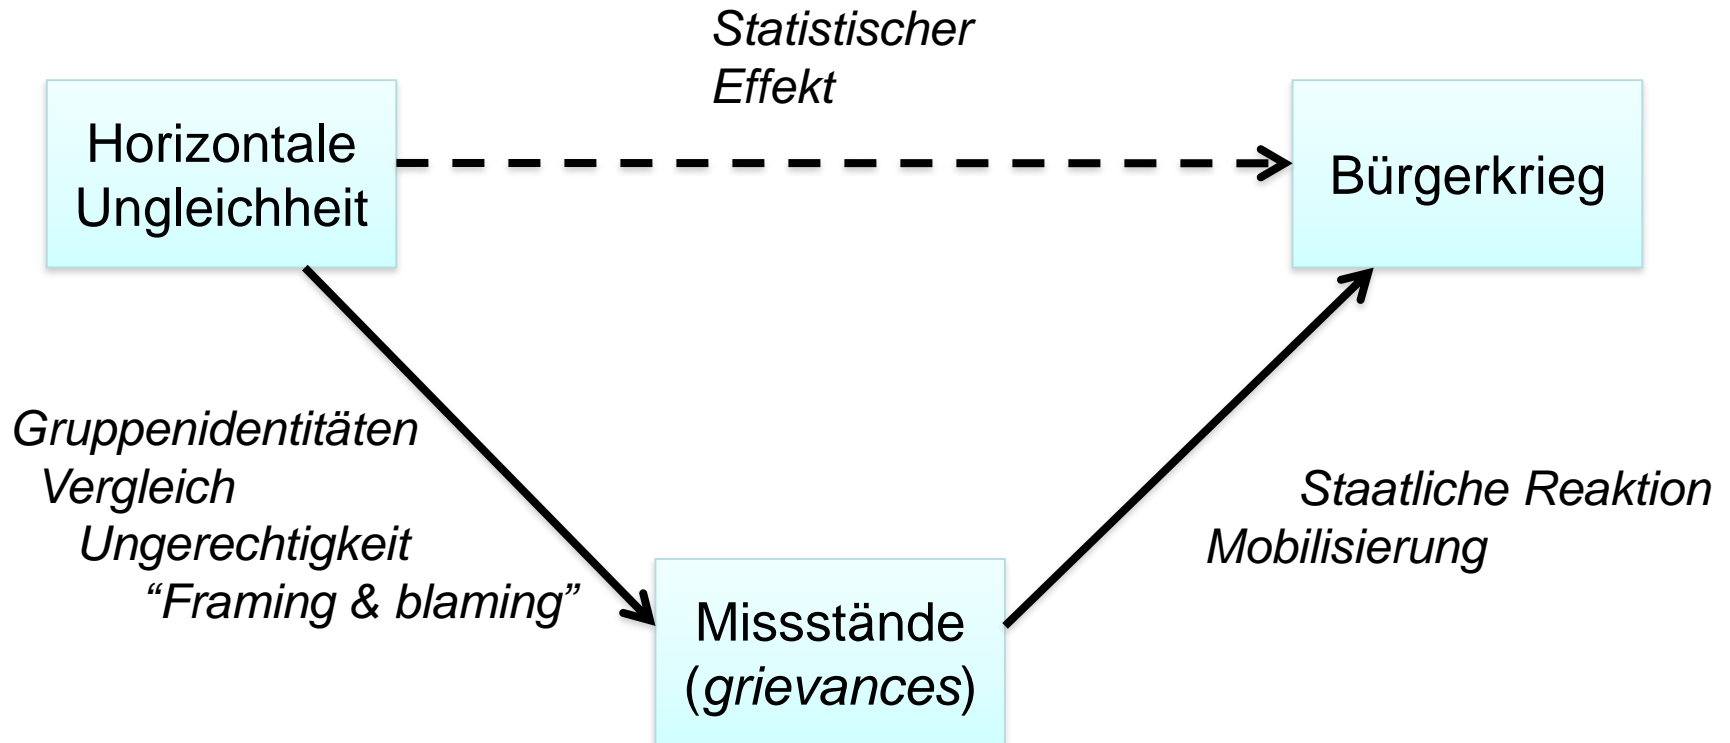 Statistischer
Effekt
Horizontale
Ungleichheit
Bürgerkrieg
Gruppenidentitäten
Vergleich
Ungerechtigkeit
“Framing & blaming”
Staatliche Reaktion
Mobilisierung
Missstände
(grievances)